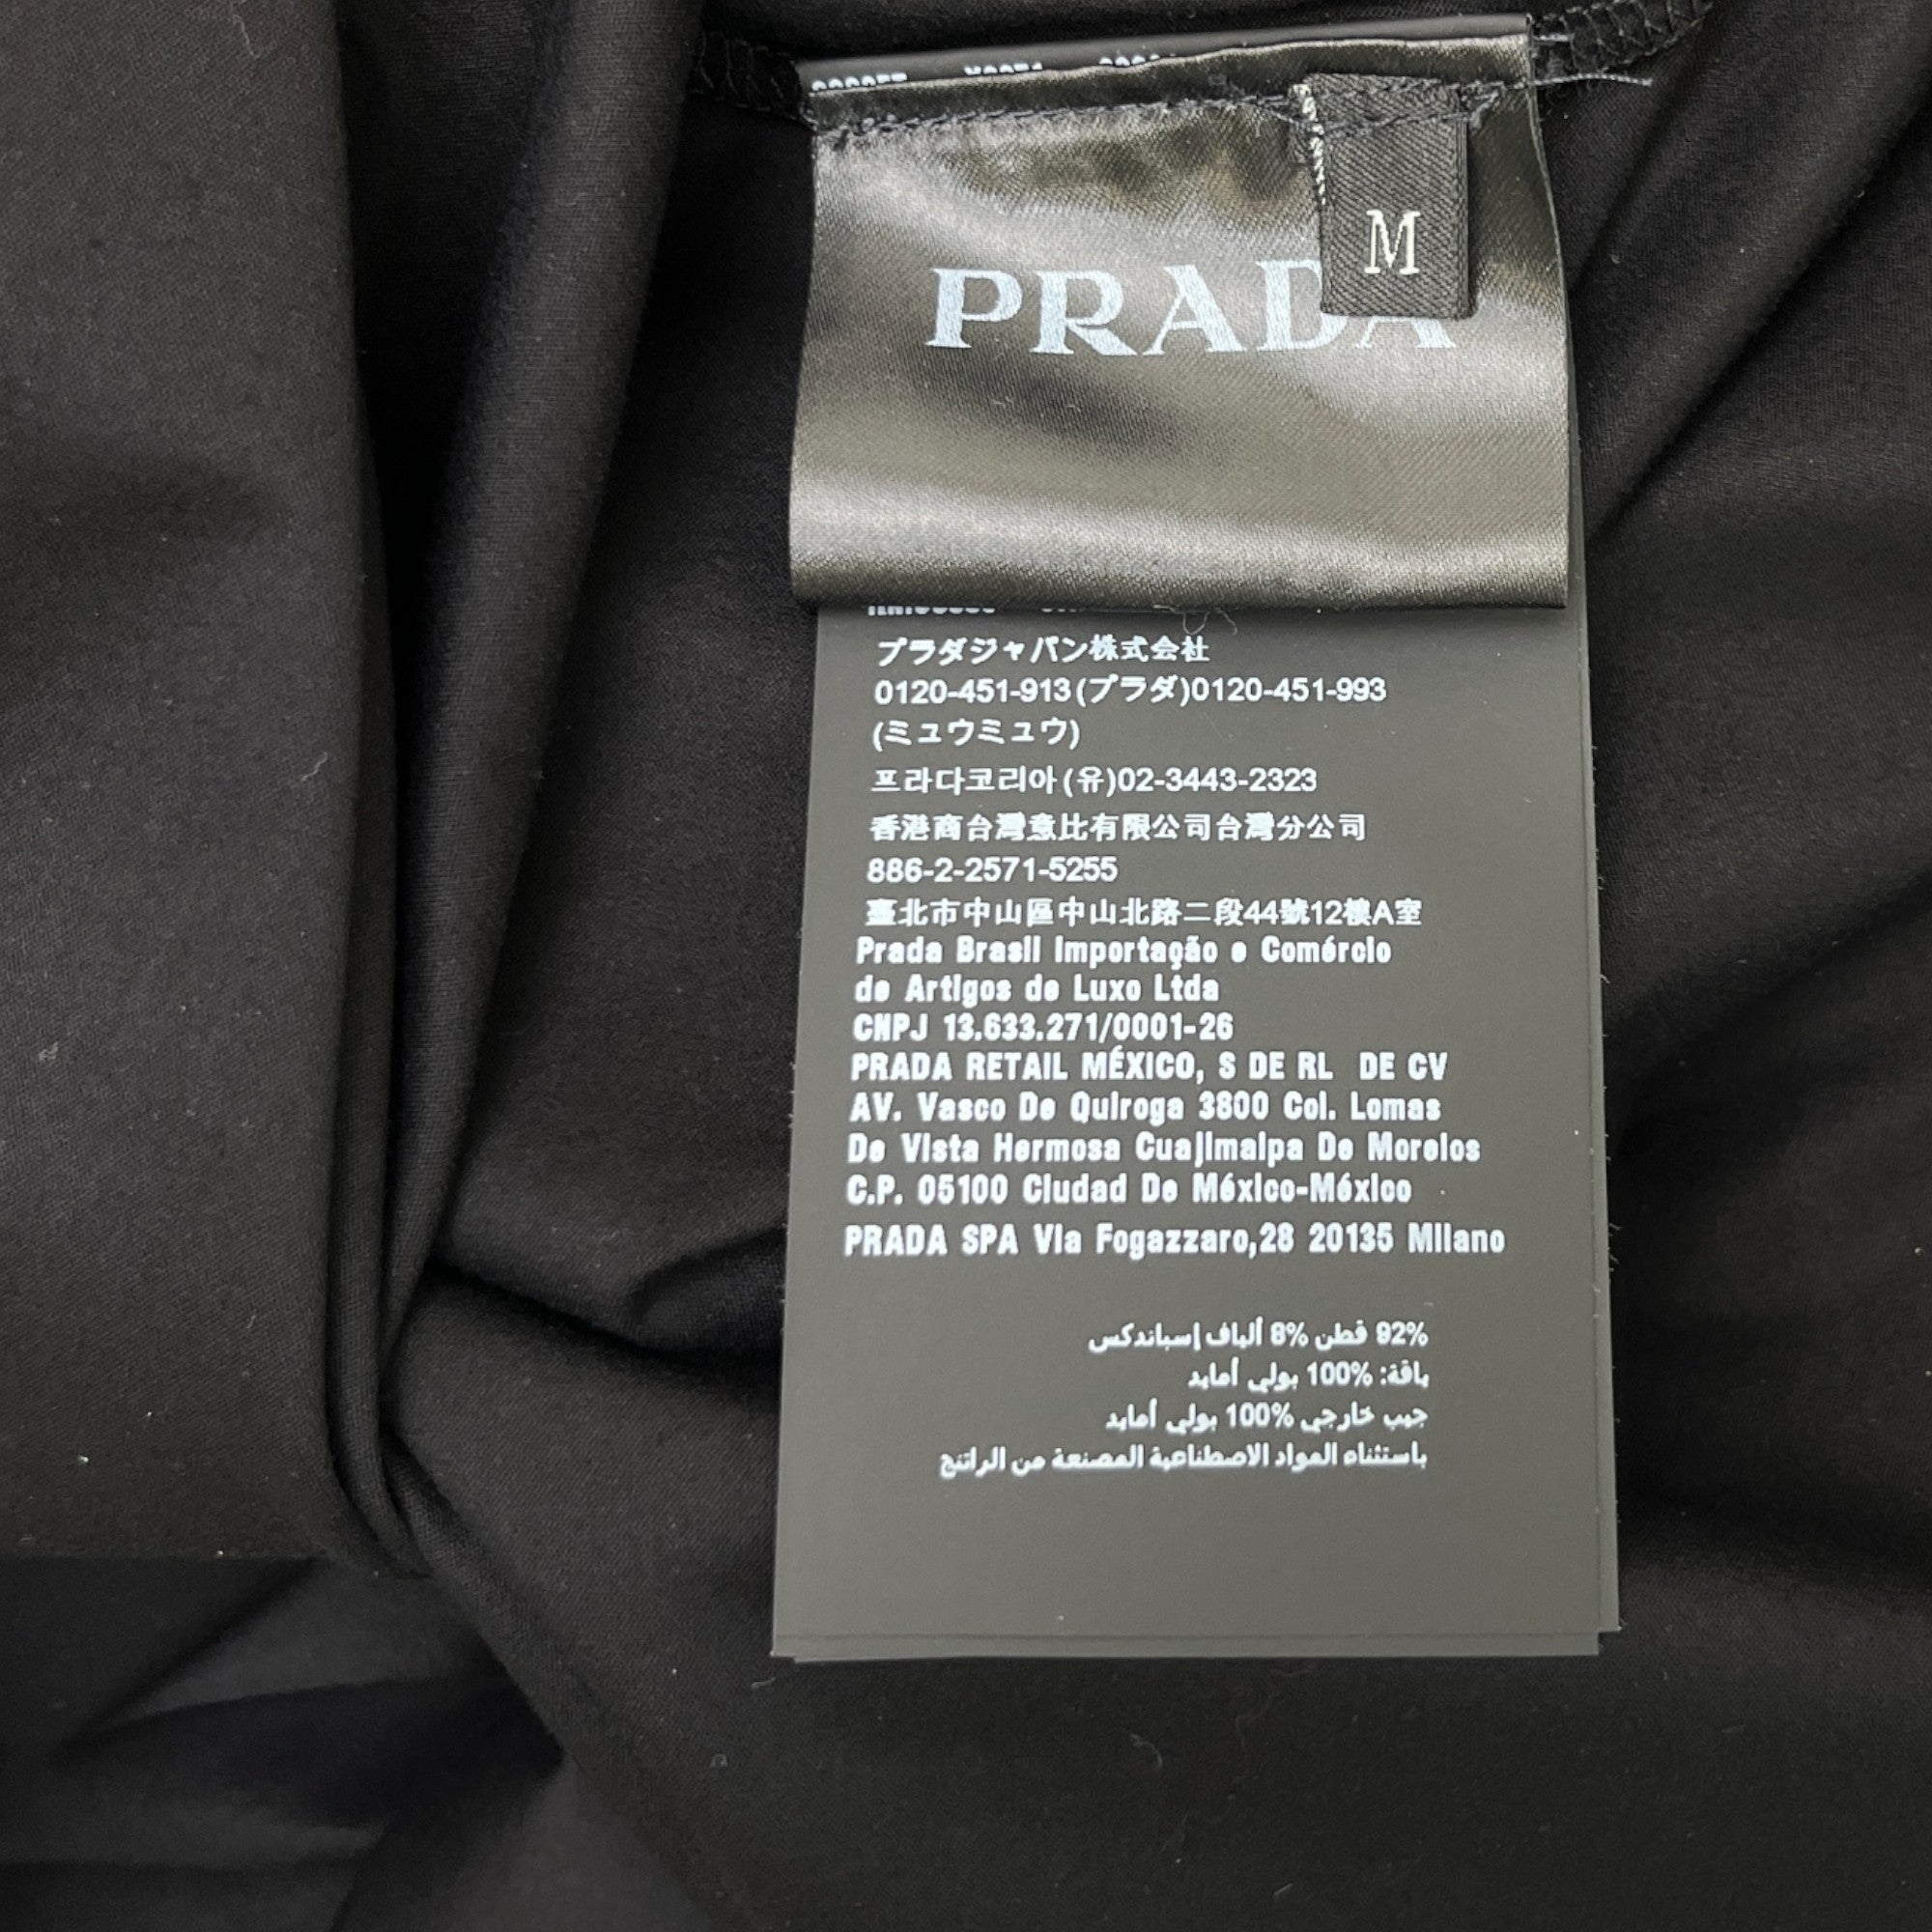 M
PRADA
プラダジャパン株式会社
0120-451-913(プラダ)0120-451-993
(ミュウミュウ)
프라다코리아(유)02-3443-2323
香港商台灣意比有限公司台灣分公司
886-2-2571-5255
臺北市中山區中山北路二段44號12樓A室
Prada Brasil Importação e Comércio
de Artigos de Luxo Ltda
CNPJ 13.633.271/0001-26
PRADA RETAIL MÉXICO, S DE RL DE CV
AV. Vasco De Quiroga 3800 Col. Lomas
De Vista Hermosa Cuajimalpa De Morelos
C.P. 05100 Ciudad De México-México
PRADA SPA Via Fogazzaro,28 20135 Milano
92% قطن 8% ألياف إسباندكس
ياقة: 100% بولي أمايد
جيب خارجي 100% بولي أمايد
باستثناء المواد الاصطناعية المصنعة من الراتنج